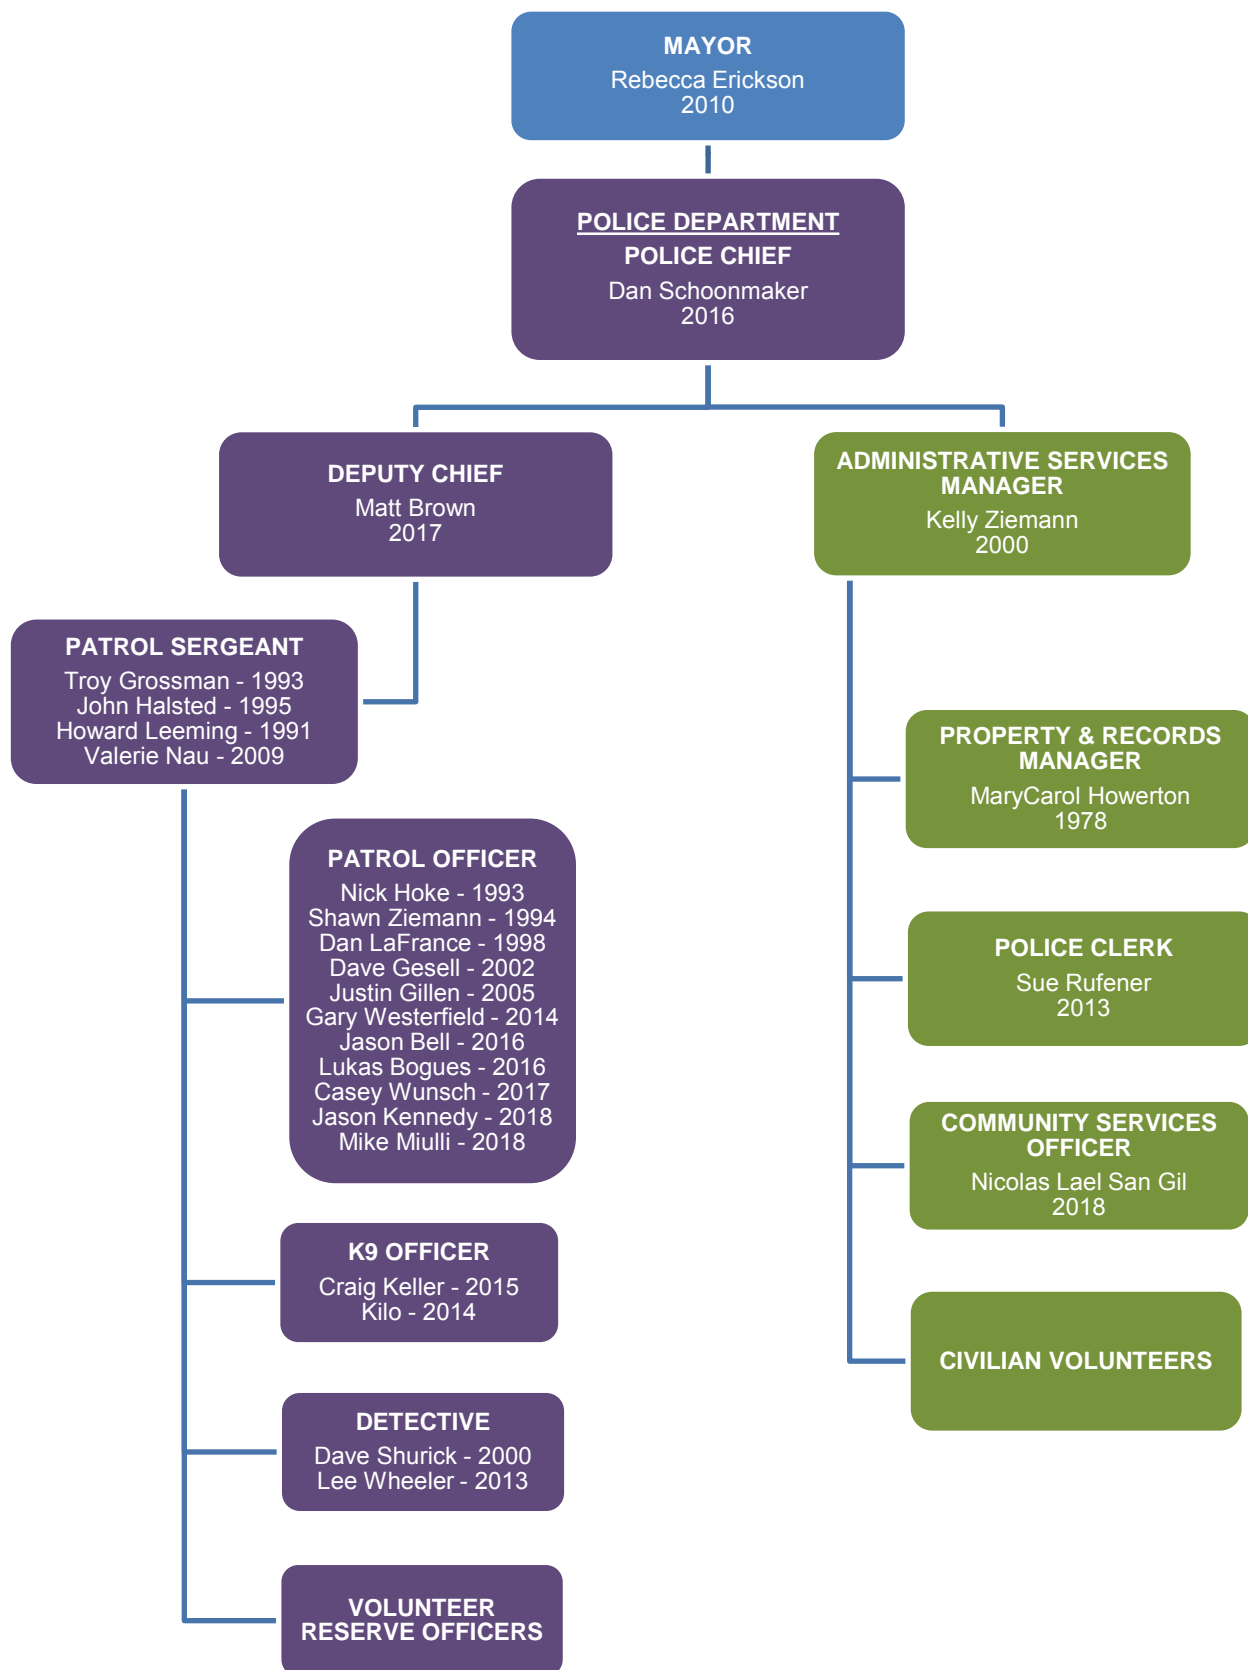 MAYOR
Rebecca Erickson
2010
POLICE DEPARTMENT
POLICE CHIEF
Dan Schoonmaker
2016
DEPUTY CHIEF
Matt Brown
2017
PATROL SERGEANT
Troy Grossman - 1993
John Halsted - 1995
Howard Leeming - 1991
Valerie Nau - 2009
PATROL OFFICER
Nick Hoke - 1993
Shawn Ziemann - 1994
Dan LaFrance - 1998
Dave Gesell - 2002
Justin Gillen - 2005
Gary Westerfield - 2014
Jason Bell - 2016
Lukas Bogues - 2016
Casey Wunsch - 2017
Jason Kennedy - 2018
Mike Miulli - 2018
K9 OFFICER
Craig Keller - 2015
Kilo - 2014
DETECTIVE
Dave Shurick - 2000
Lee Wheeler - 2013
VOLUNTEER
RESERVE OFFICERS
ADMINISTRATIVE SERVICES
MANAGER
Kelly Ziemann
2000
PROPERTY & RECORDS
MANAGER
MaryCarol Howerton
1978
POLICE CLERK
Sue Rufener
2013
COMMUNITY SERVICES
OFFICER
Nicolas Lael San Gil
2018
CIVILIAN VOLUNTEERS